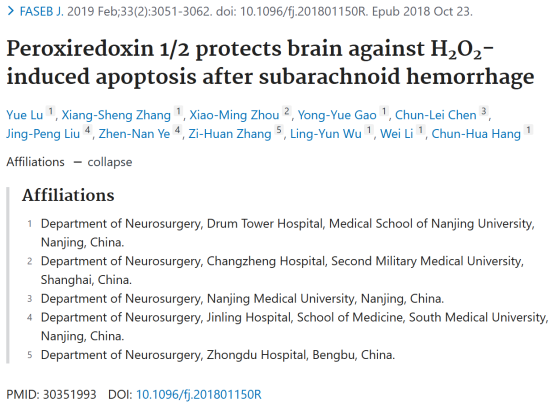 > FASEB J. 2019 Feb;33(2):3051-3062. doi: 10.1096/fj.201801150R. Epub 2018 Oct 23.
Peroxiredoxin 1/2 protects brain against H₂O₂-
induced apoptosis after subarachnoid hemorrhage
Yue Lu 1, Xiang-Sheng Zhang 1, Xiao-Ming Zhou 2, Yong-Yue Gao 1, Chun-Lei Chen 3,
Jing-Peng Liu 4, Zhen-Nan Ye 4, Zi-Huan Zhang 5, Ling-Yun Wu 1, Wei Li 1, Chun-Hua Hang 1
Affiliations — collapse
Affiliations
1 Department of Neurosurgery, Drum Tower Hospital, Medical School of Nanjing University,
Nanjing, China.
2 Department of Neurosurgery, Changzheng Hospital, Second Military Medical University,
Shanghai, China.
3 Department of Neurosurgery, Nanjing Medical University, Nanjing, China.
4 Department of Neurosurgery, Jinling Hospital, School of Medicine, South Medical University,
Nanjing, China.
5 Department of Neurosurgery, Zhongdu Hospital, Bengbu, China.
PMID: 30351993 DOI: 10.1096/fj.201801150R